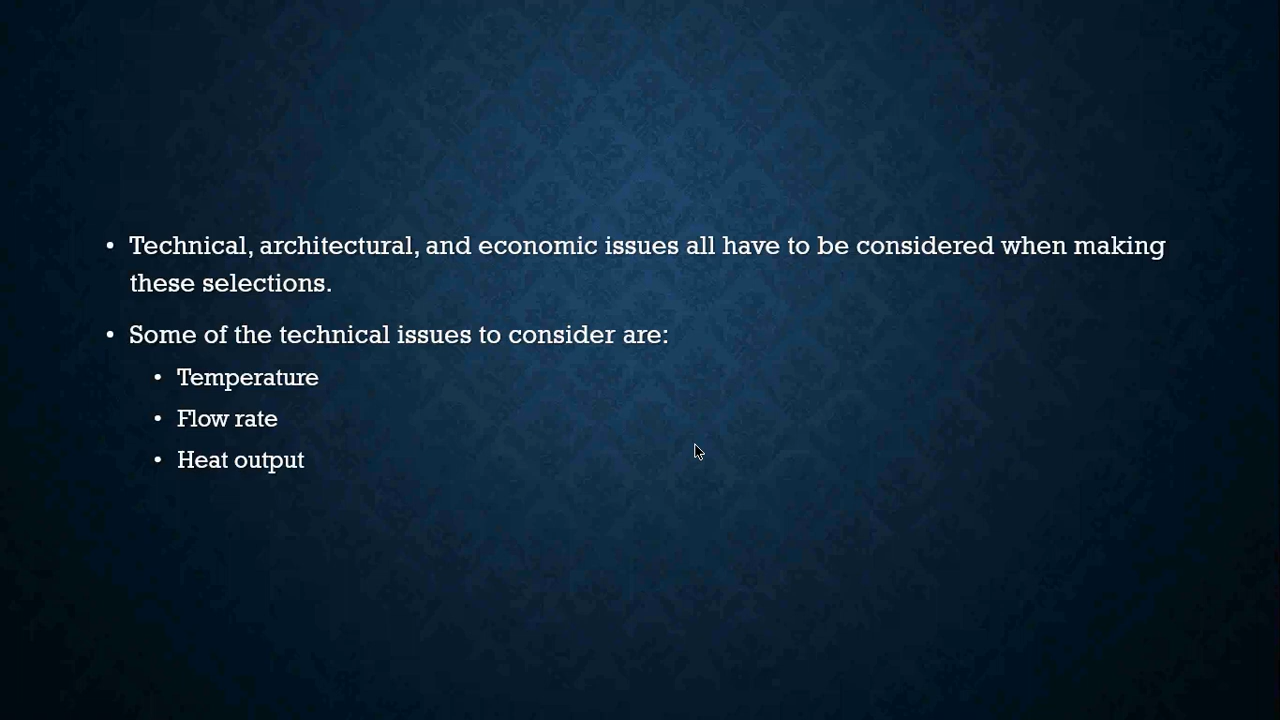 • Technical, architectural, and economic issues all have to be considered when making
these selections.
• Some of the technical issues to consider are:
• Temperature
• Flow rate
• Heat output